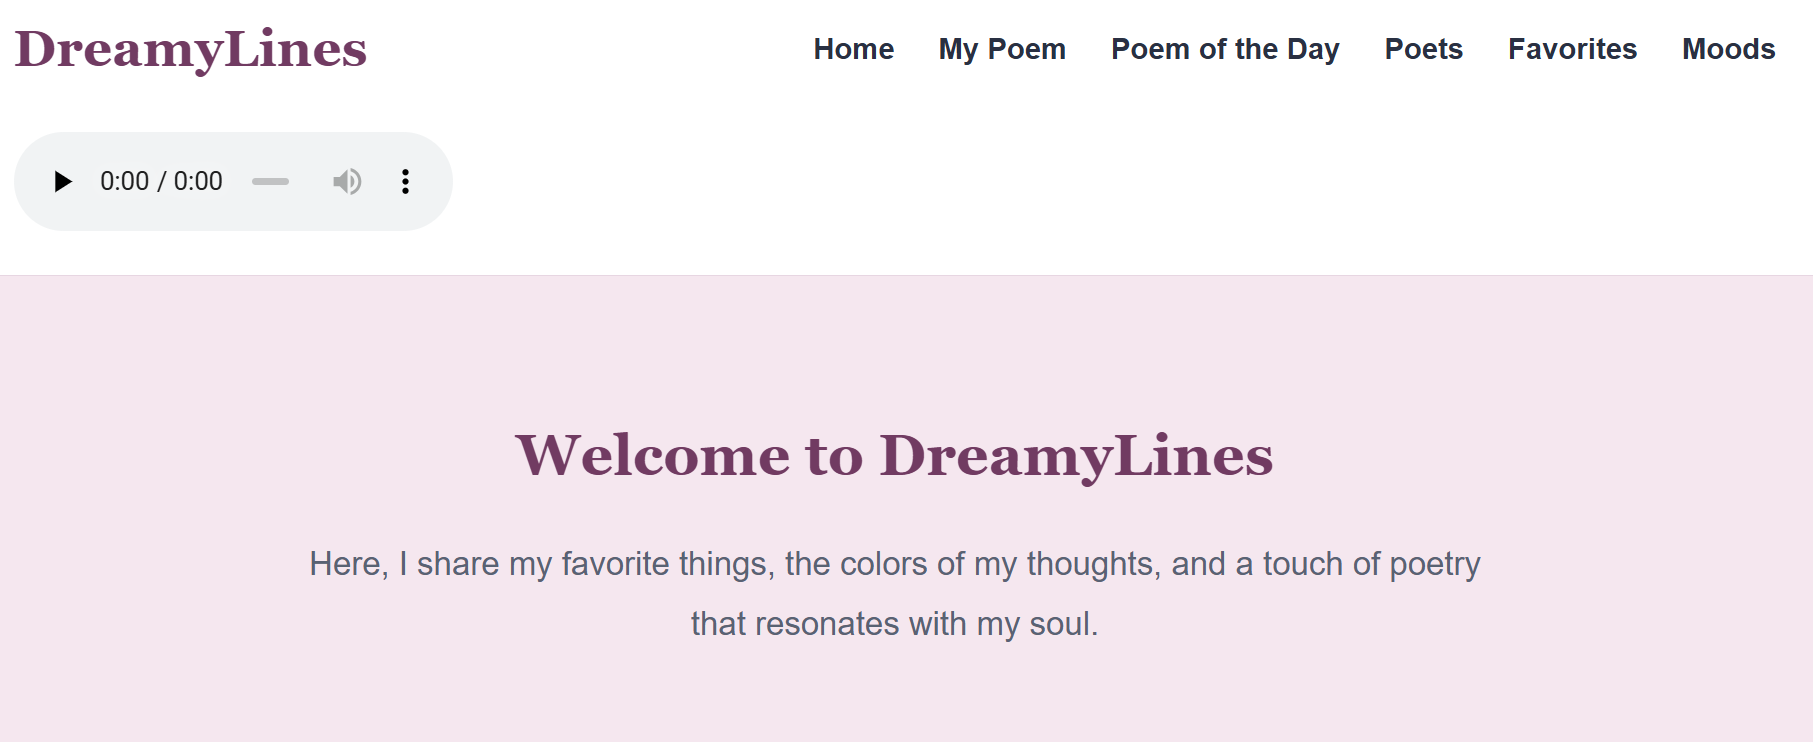 DreamyLines
Home My Poem Poem of the Day Poets Favorites Moods
0:00 / 0:00
Welcome to DreamyLines
Here, I share my favorite things, the colors of my thoughts, and a touch of poetry
that resonates with my soul.